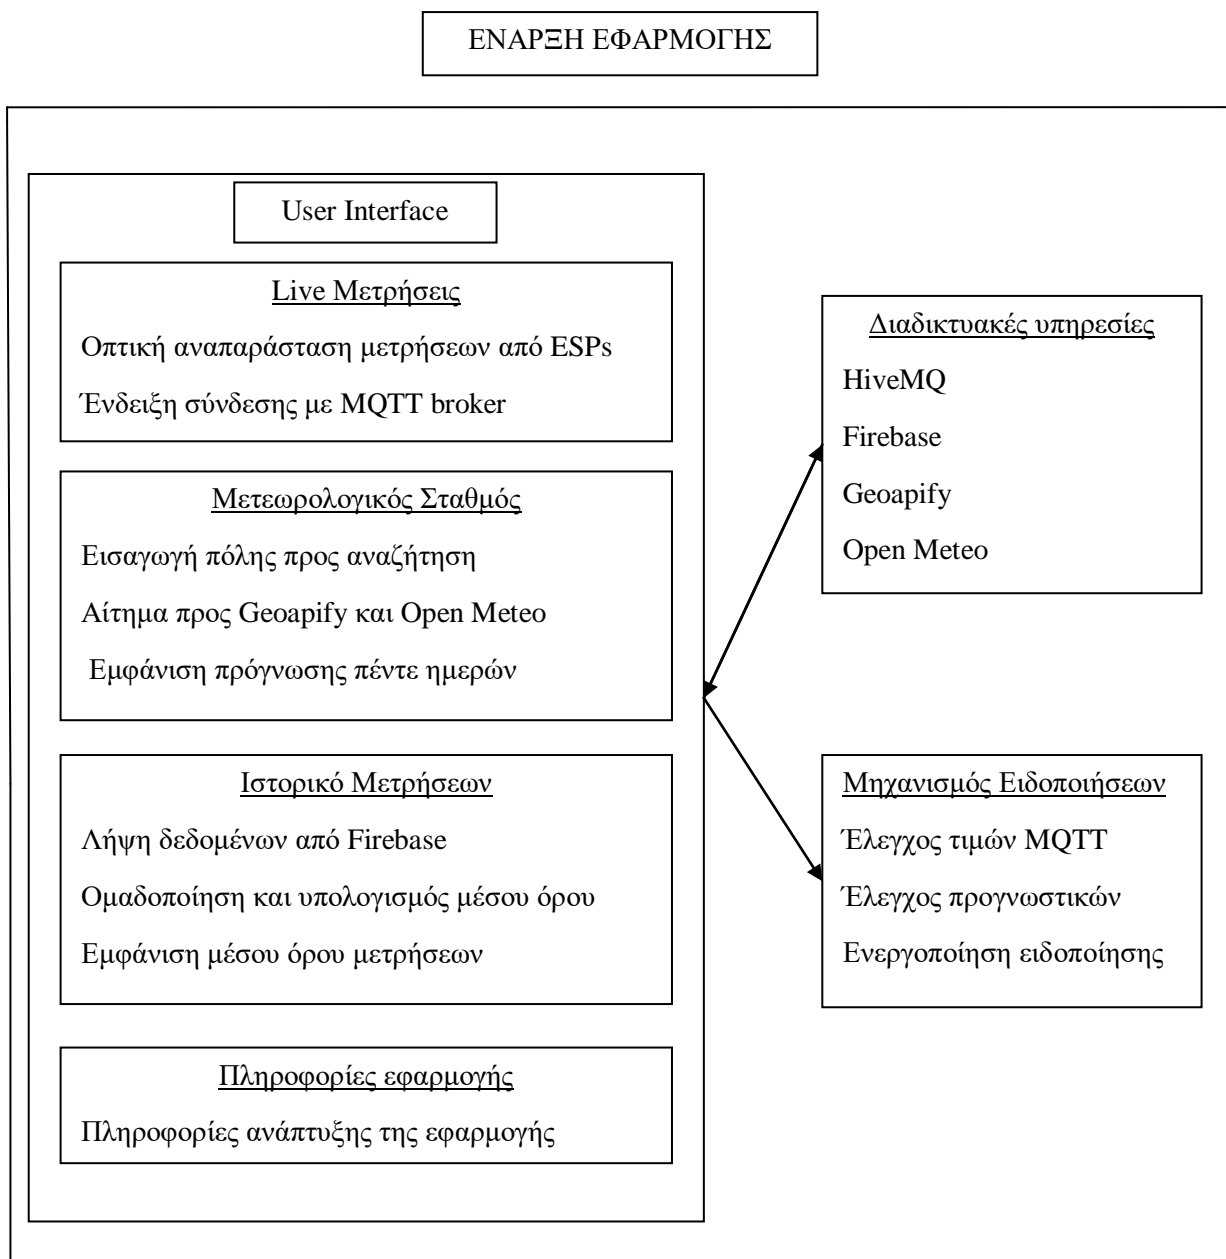 ΕΝΑΡΞΗ ΕΦΑΡΜΟΓΗΣ
User Interface
Live Μετρήσεις
Οπτική αναπαράσταση μετρήσεων από ESPs
Ένδειξη σύνδεσης με MQTT broker
Μετεωρολογικός Σταθμός
Εισαγωγή πόλης προς αναζήτηση
Αίτημα προς Geoapify και Open Meteo
Εμφάνιση πρόγνωσης πέντε ημερών
Ιστορικό Μετρήσεων
Λήψη δεδομένων από Firebase
Ομαδοποίηση και υπολογισμός μέσου όρου
Εμφάνιση μέσου όρου μετρήσεων
Πληροφορίες εφαρμογής
Πληροφορίες ανάπτυξης της εφαρμογής
Διαδικτυακές υπηρεσίες
HiveMQ
Firebase
Geoapify
Open Meteo
Μηχανισμός Ειδοποιήσεων
Έλεγχος τιμών MQTT
Έλεγχος προγνωστικών
Ενεργοποίηση ειδοποίησης